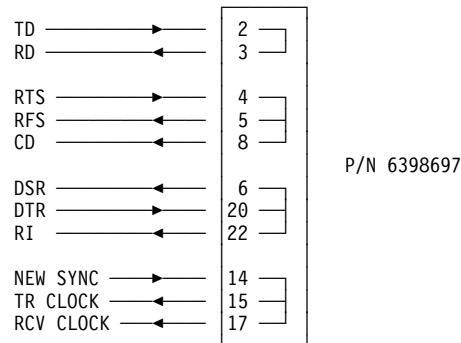 TD 2
RD 3
RTS 4
RFS 5
CD 8
P/N 6398697
DSR 6
DTR 20
RI 22
NEW SYNC 14
TR CLOCK 15
RCV CLOCK 17